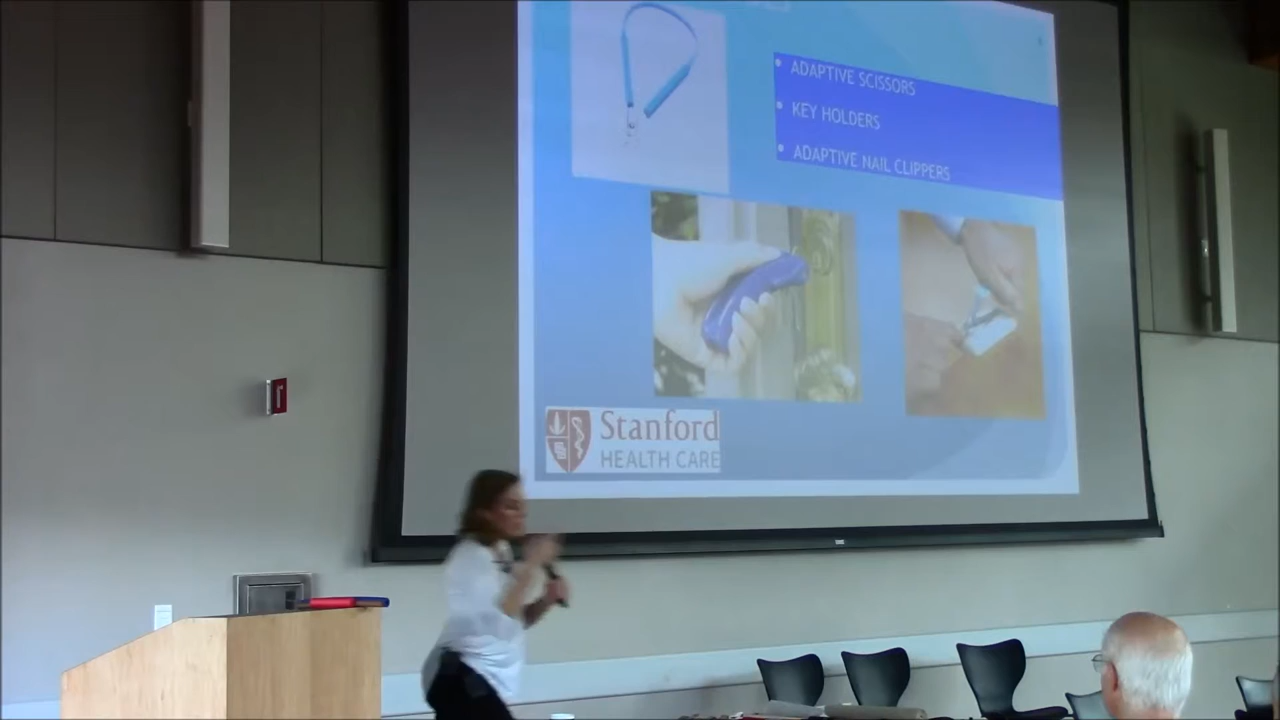 • ADAPTIVE SCISSORS
• KEY HOLDERS
• ADAPTIVE NAIL CLIPPERS
Stanford
HEALTH CARE